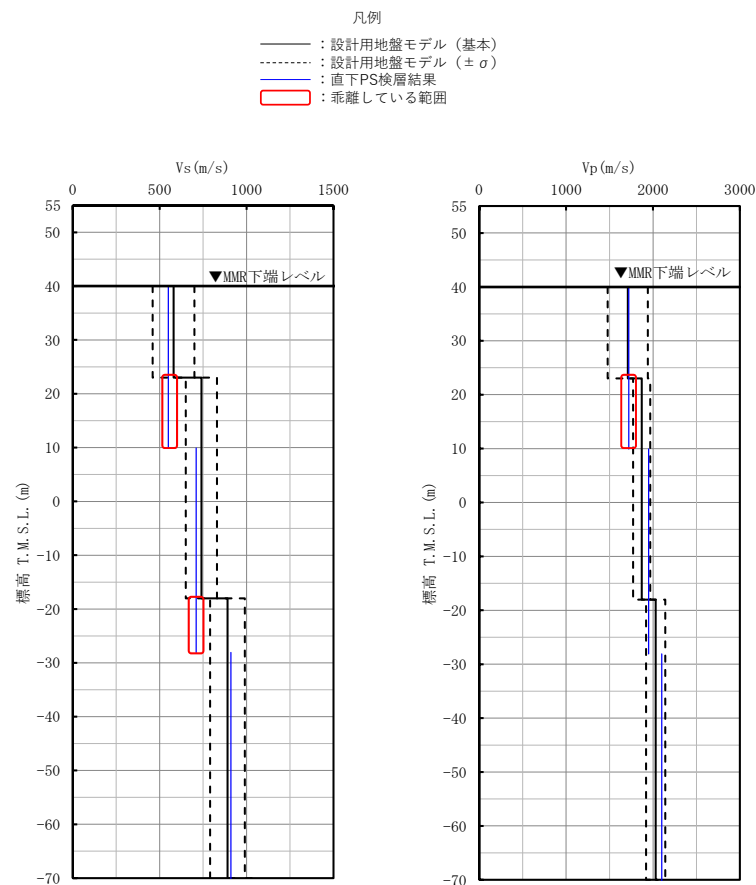 凡例
：設計用地盤モデル（基本）
：設計用地盤モデル（±σ）
：直下PS検層結果
：乖離している範囲
Vs(m/s)
0 500 1000 1500
55
50
40
30
20
10
0
-10
-20
-30
-40
-50
-60
-70
標高 T.M.S.L.(m)
▼MMR下端レベル
Vp(m/s)
0 1000 2000 3000
55
50
40
30
20
10
0
-10
-20
-30
-40
-50
-60
-70
標高 T.M.S.L.(m)
▼MMR下端レベル